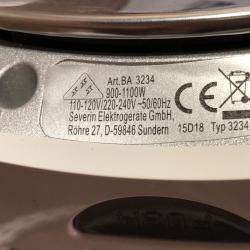 Art.BA 3234
900-1100W
110-120V/220-240V ~50/60Hz
Severin Elektrogeräte GmbH
Röhre 27, D-59846 Sundern
CE
15D18 Typ 3234